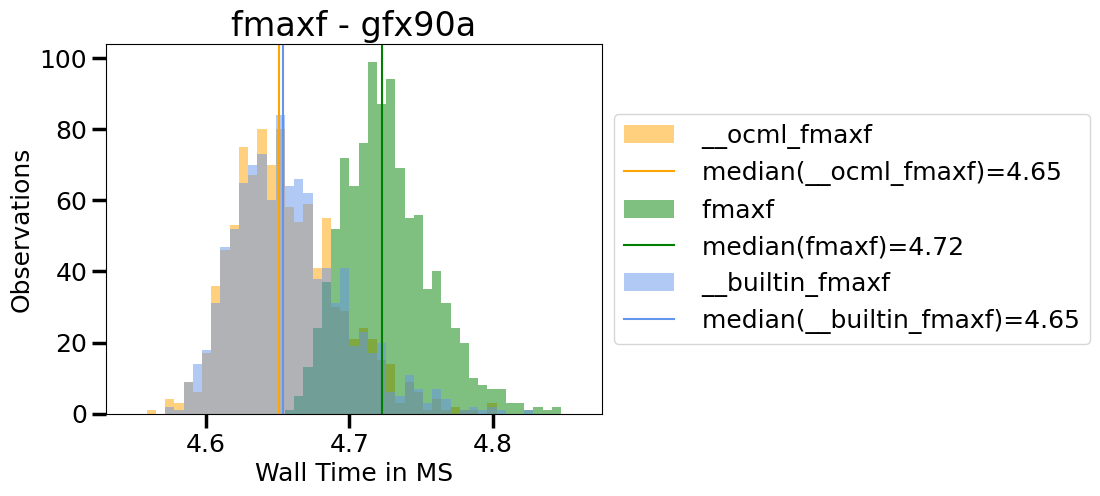 fmaxf - gfx90a
100
80
60
40
20
0
Observations
4.6 4.7 4.8
Wall Time in MS
__ocml_fmaxf
median(__ocml_fmaxf)=4.65
fmaxf
median(fmaxf)=4.72
__builtin_fmaxf
median(__builtin_fmaxf)=4.65